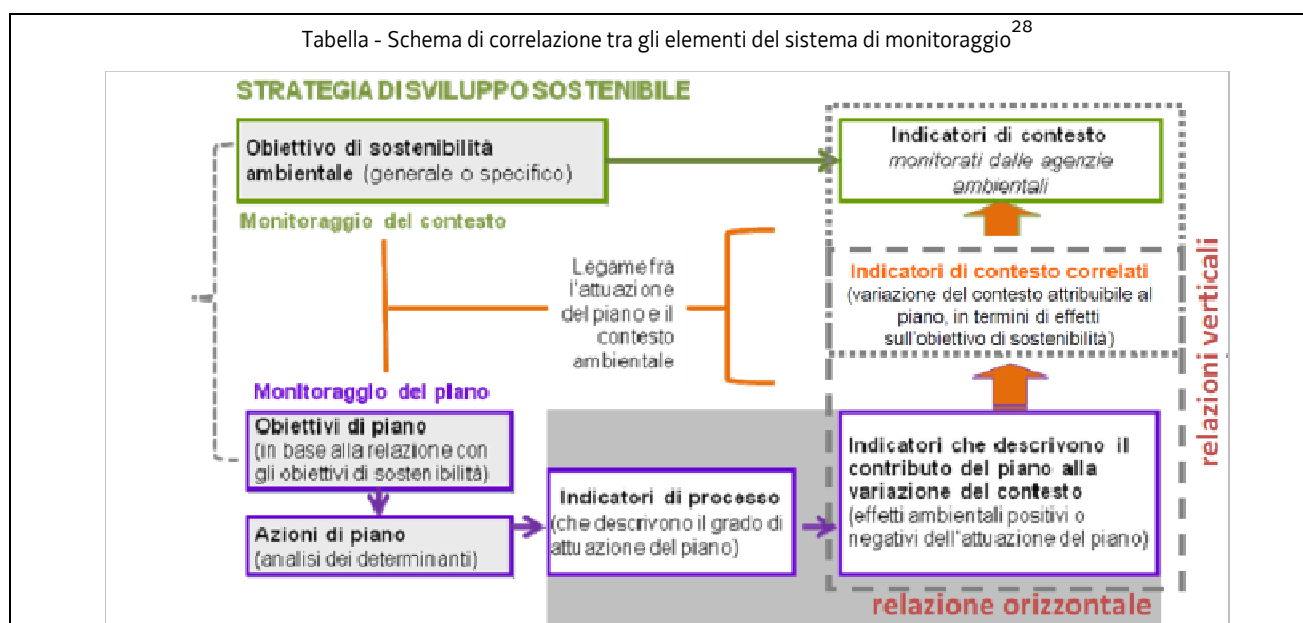 Tabella - Schema di correlazione tra gli elementi del sistema di monitoraggio28
STRATEGIA DI SVILUPPO SOSTENIBILE
Obiettivo di sostenibilità
ambientale (generale o specifico)
Indicatori di contesto
monitorati dalle agenzie
ambientali
Monitoraggio del contesto
Legame fra
l'attuazione
del piano e il
contesto
ambientale
Indicatori di contesto correlati
(variazione del contesto attribuibile al
piano, in termini di effetti
sull'obiettivo di sostenibilità)
relazioni verticali
Monitoraggio del piano
Obiettivi di piano
(in base alla relazione con
gli obiettivi di sostenibilità)
Azioni di piano
(analisi dei determinanti)
Indicatori di processo
(che descrivono il grado di
attuazione del piano)
Indicatori che descrivono il
contributo del piano alla
variazione del contesto
(effetti ambientali positivi o
negativi dell'attuazione del piano)
relazione orizzontale